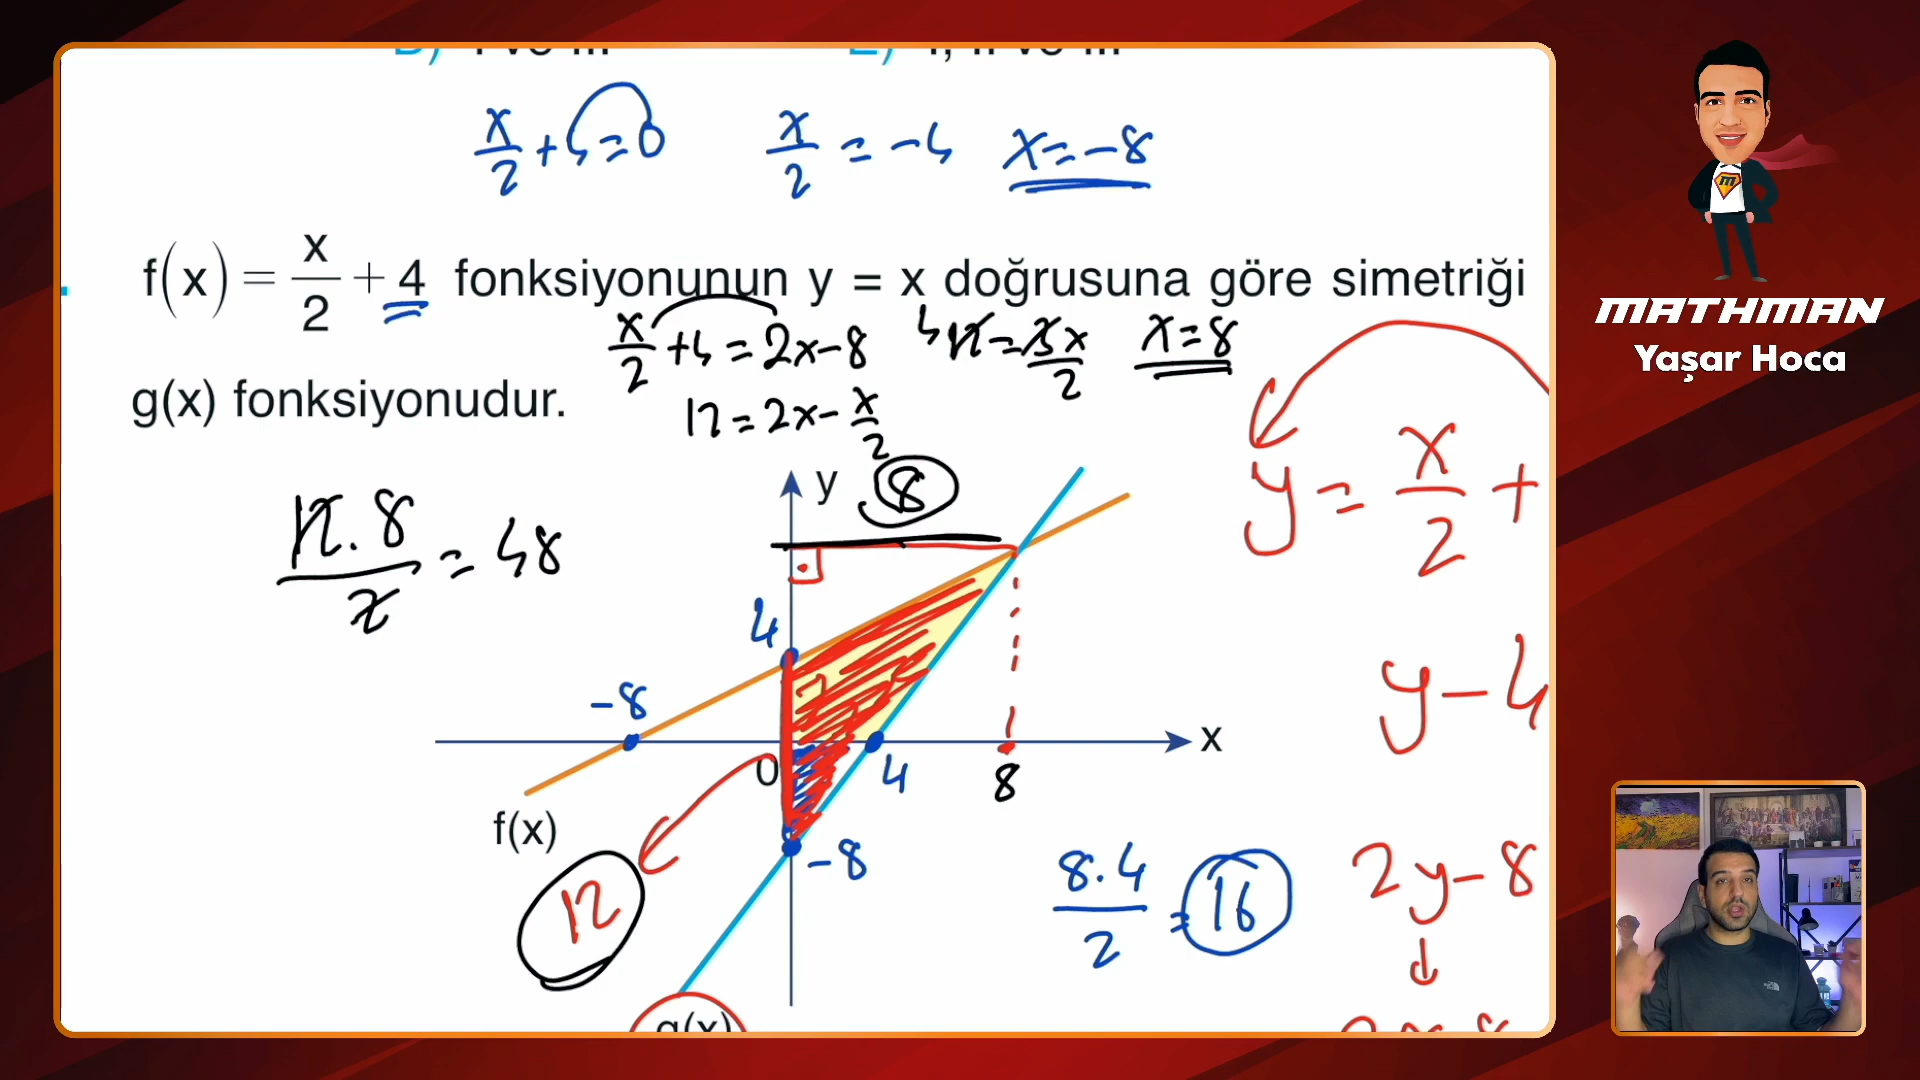 x/2 + 4 = 0   x/2 = -4   x = -8
f(x) = x/2 + 4 fonksiyonunun y = x doğrusuna göre simetriği
x/2 + 4 = 2x - 8   4 12 = 3x/2   x = 8
g(x) fonksiyonudur.
12 = 2x - x/2
12 . 8 / 2 = 48
y = x/2 +
y 8
4
-8
0 4 8 x
-8
f(x)
12
8 . 4 / 2 = 16
y - 4
2y - 8
g(x)
MATHMAN
Yaşar Hoca